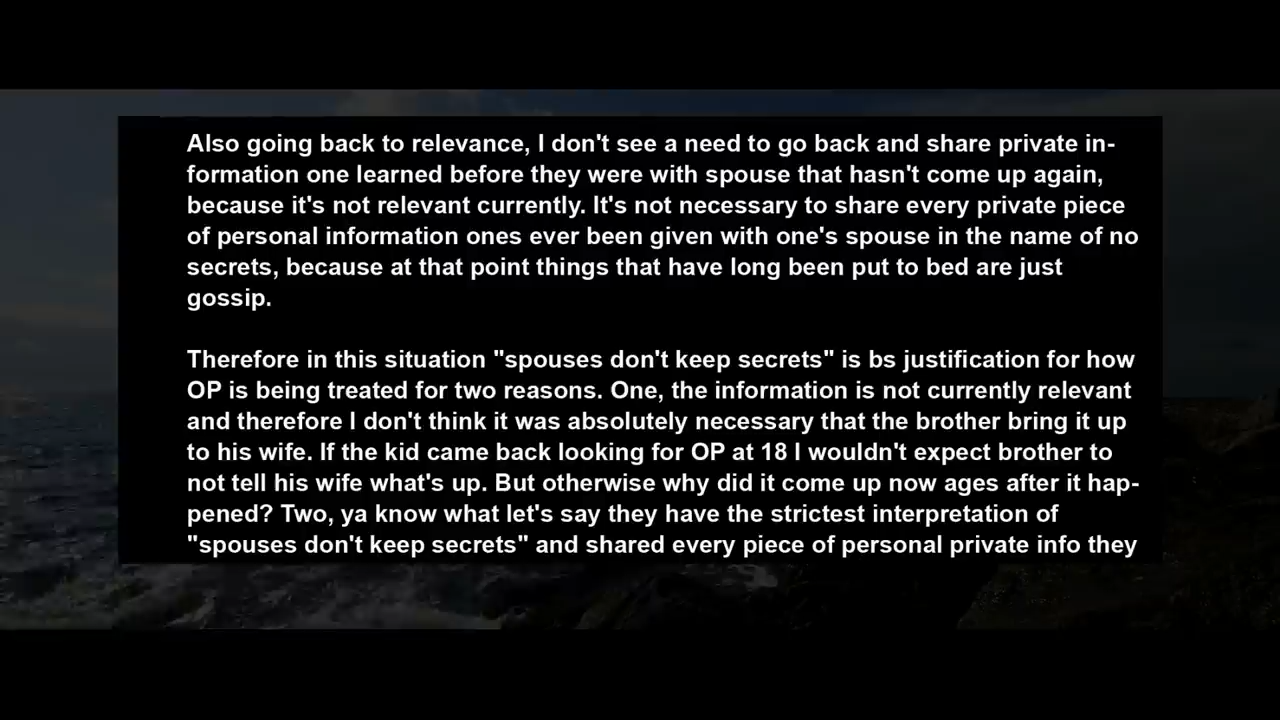 Also going back to relevance, I don't see a need to go back and share private in-
formation one learned before they were with spouse that hasn't come up again,
because it's not relevant currently. It's not necessary to share every private piece
of personal information ones ever been given with one's spouse in the name of no
secrets, because at that point things that have long been put to bed are just
gossip.
Therefore in this situation "spouses don't keep secrets" is bs justification for how
OP is being treated for two reasons. One, the information is not currently relevant
and therefore I don't think it was absolutely necessary that the brother bring it up
to his wife. If the kid came back looking for OP at 18 I wouldn't expect brother to
not tell his wife what's up. But otherwise why did it come up now ages after it hap-
pened? Two, ya know what let's say they have the strictest interpretation of
"spouses don't keep secrets" and shared every piece of personal private info they